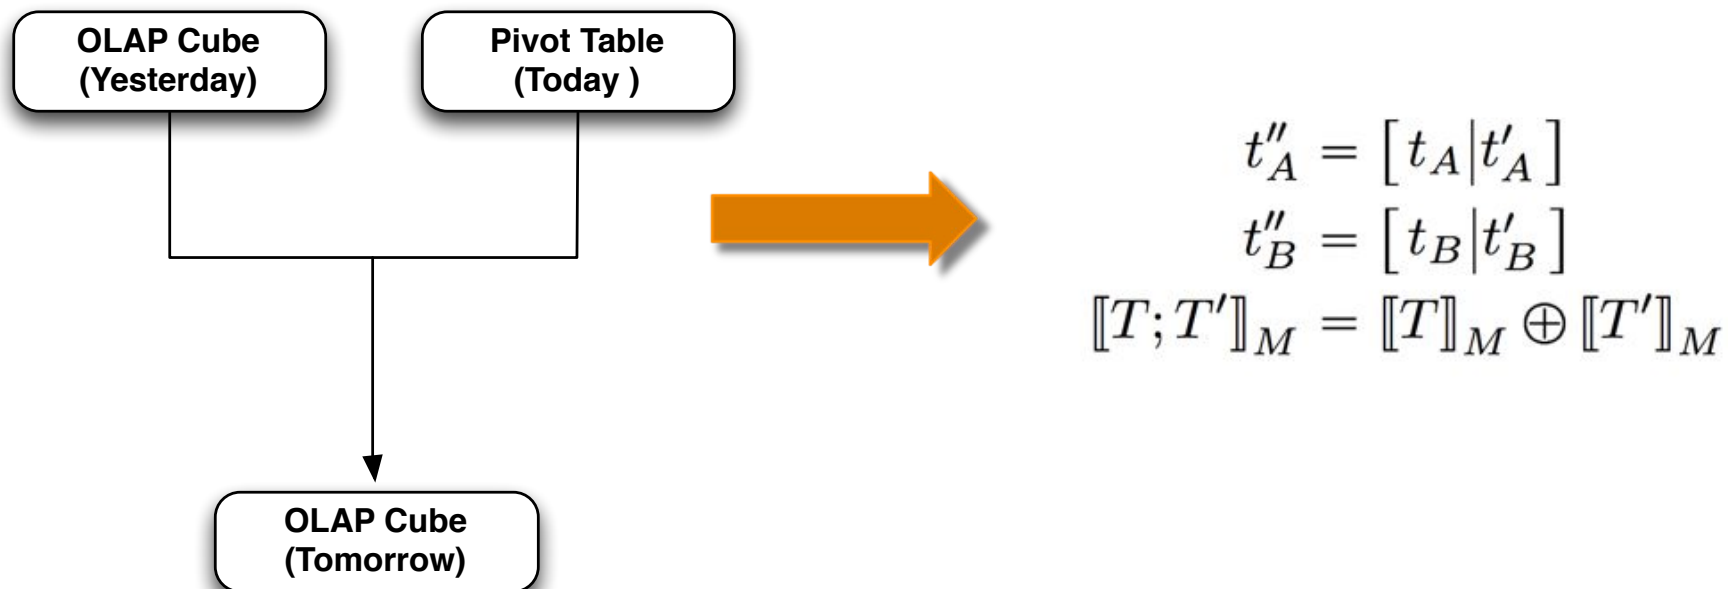 OLAP Cube
(Yesterday)
Pivot Table
(Today )
OLAP Cube
(Tomorrow)
t''_A = [ t_A | t'_A ]
t''_B = [ t_B | t'_B ]
⟦T; T'⟧_M = ⟦T⟧_M ⊕ ⟦T'⟧_M